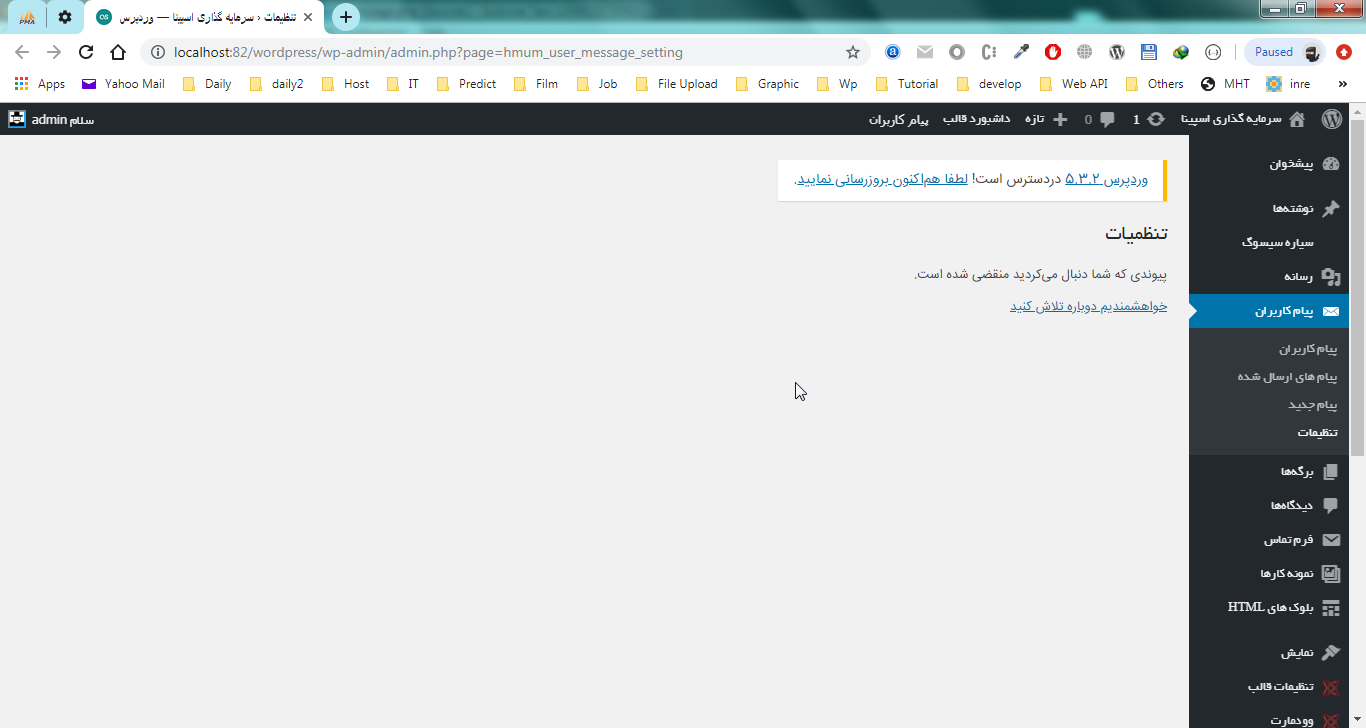 PMA
تنظیمات ‹ سرمایه گذاری اسپینا — وردپرس
localhost:82/wordpress/wp-admin/admin.php?page=hmum_user_message_setting
Paused
Apps
Yahoo Mail
Daily
daily2
Host
IT
Predict
Film
Job
File Upload
Graphic
Wp
Tutorial
develop
Web API
Others
MHT
inre
»
سرمایه گذاری اسپینا
1
0
تازه
داشبورد قالب
پیام کاربران
سلام admin
پیشخوان
نوشته‌ها
سیاره سیسوگ
رسانه
پیام کاربران
پیام کاربران
پیام های ارسال شده
پیام جدید
تنظیمات
برگه‌ها
دیدگاه‌ها
فرم تماس
نمونه کارها
بلوک های HTML
نمایش
تنظیمات قالب
وودمارت
وردپرس ۵.۳.۲ دردسترس است! لطفا هم‌اکنون بروزرسانی نمایید.
تنظمیات
پیوندی که شما دنبال می‌کردید منقضی شده است.
خواهشمندیم دوباره تلاش کنید